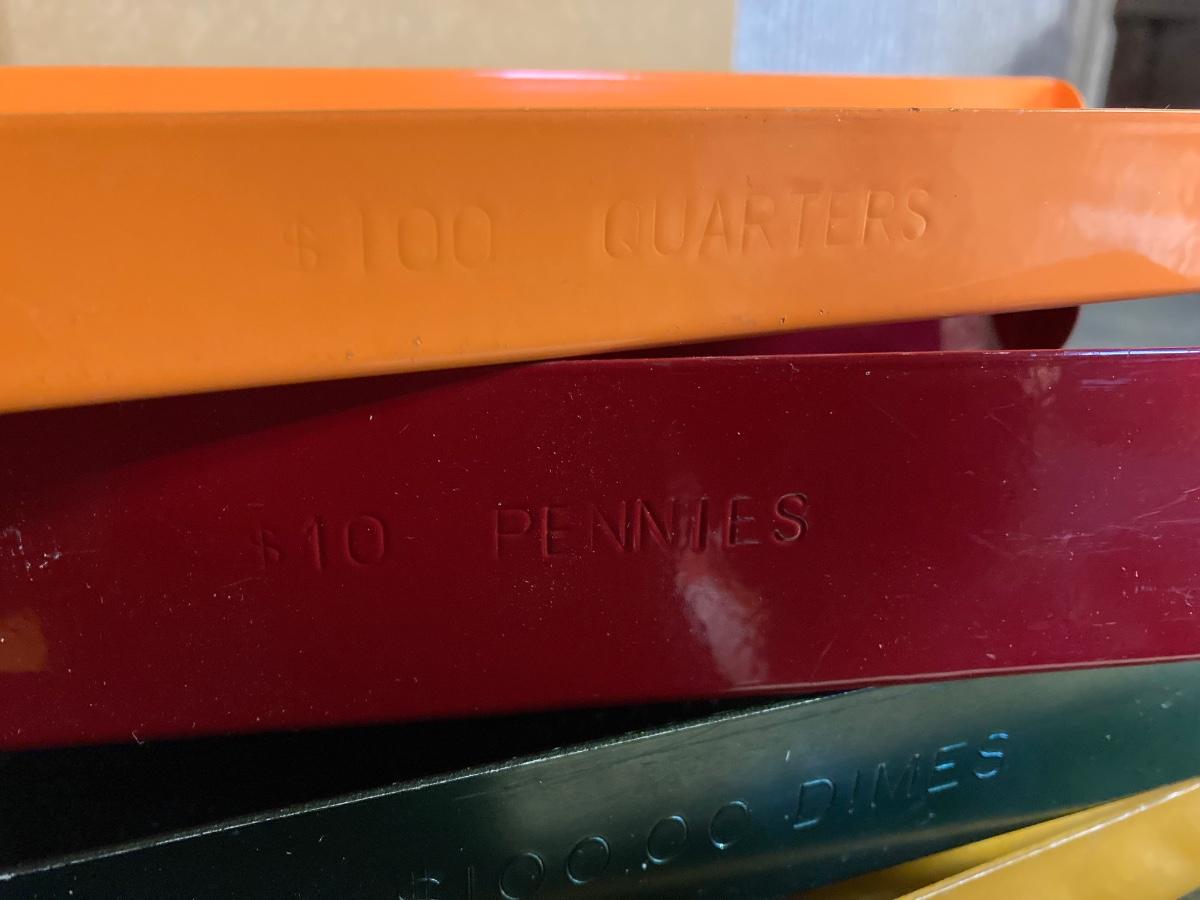 $100 QUARTERS
$10 PENNIES
$100.00 DIMES